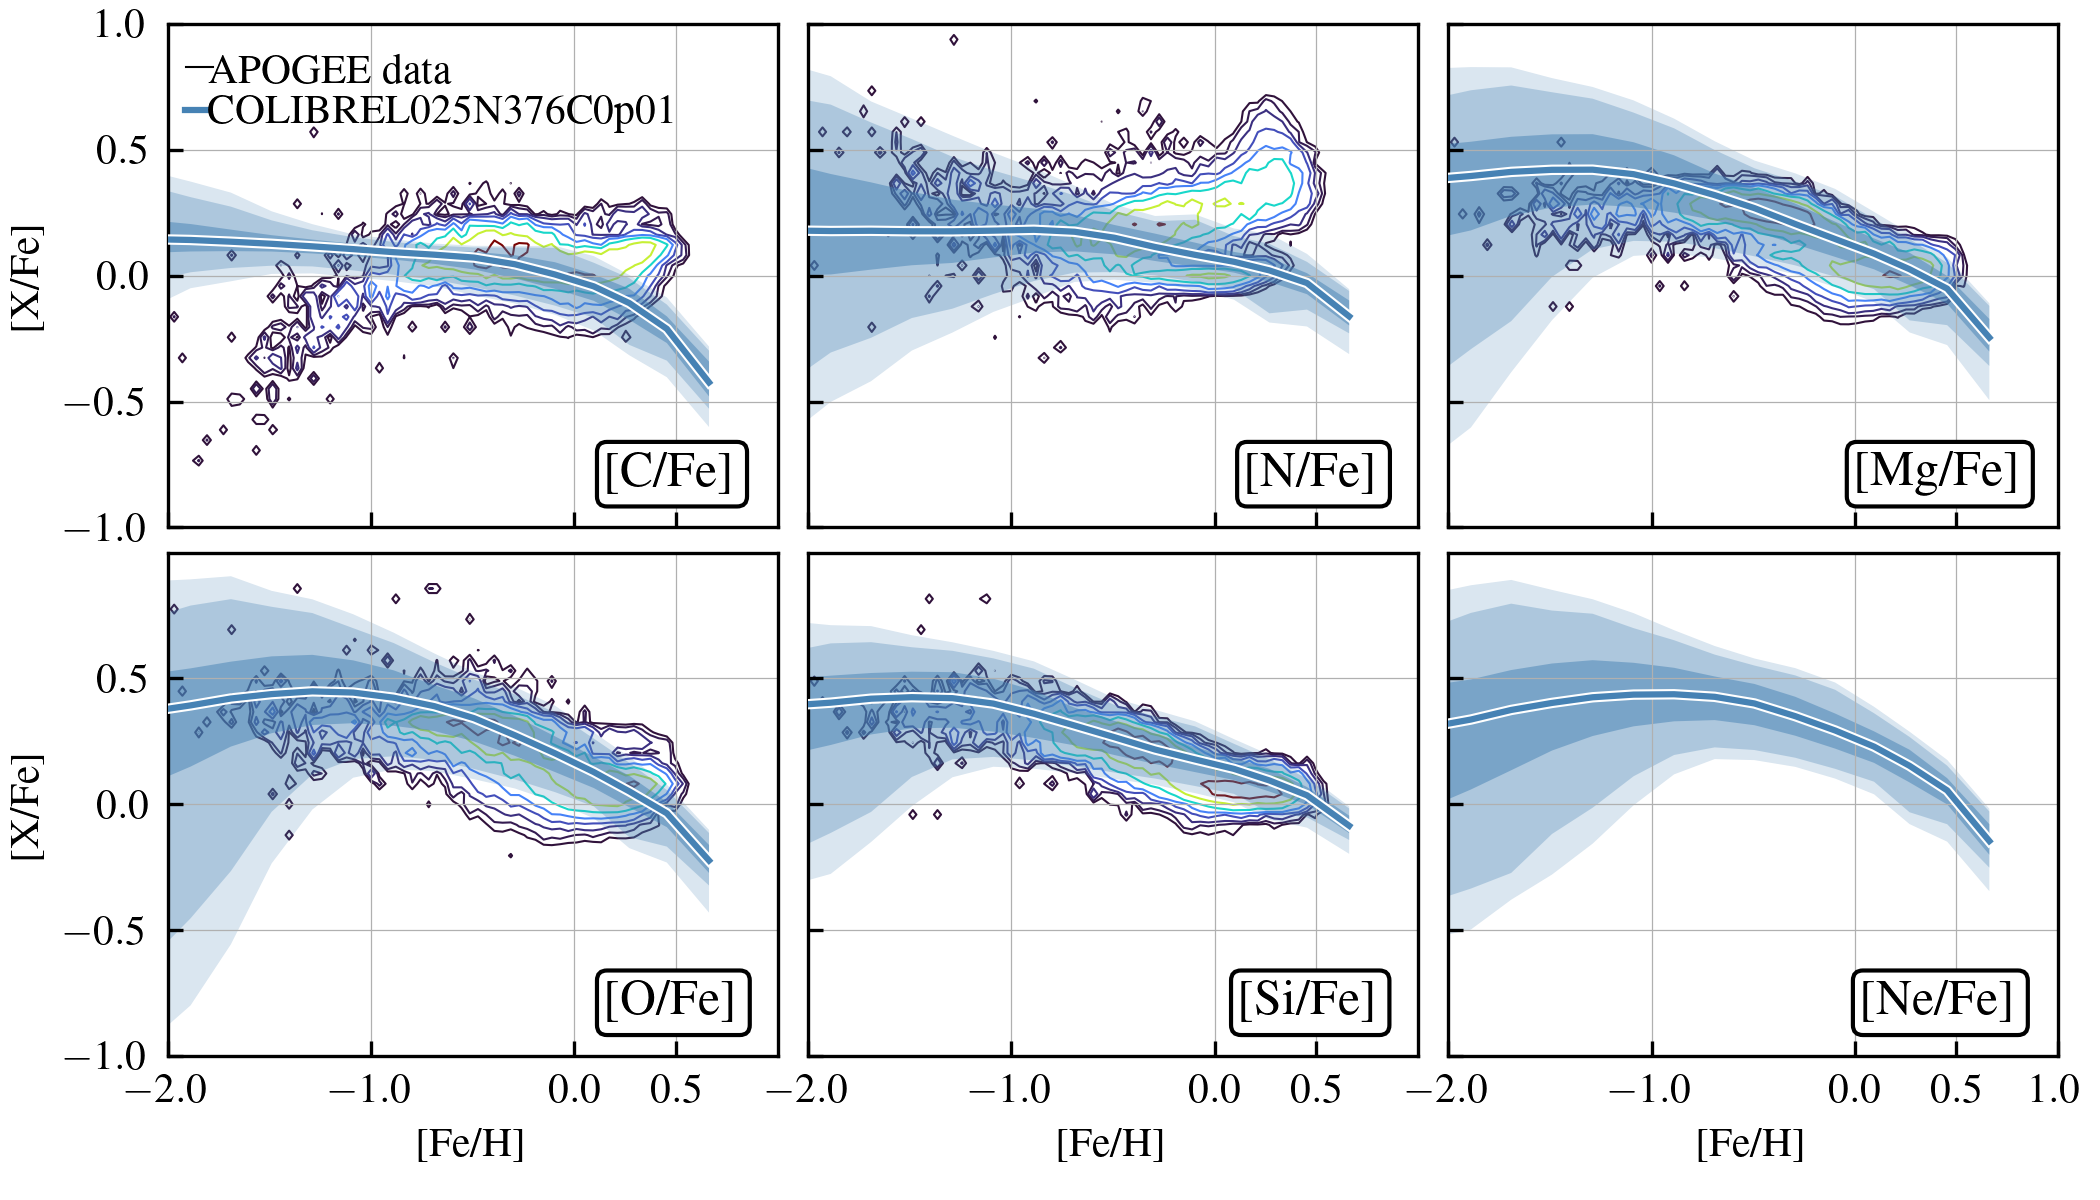 1.0
0.5
0.0
−0.5
−1.0
[X/Fe]
APOGEE data
COLIBREL025N376C0p01
[C/Fe]
[N/Fe]
[Mg/Fe]
0.5
0.0
−0.5
−1.0
[X/Fe]
[O/Fe]
[Si/Fe]
[Ne/Fe]
−2.0 −1.0 0.0 0.5 −2.0 −1.0 0.0 0.5 −2.0 −1.0 0.0 0.5 1.0
[Fe/H] [Fe/H] [Fe/H]